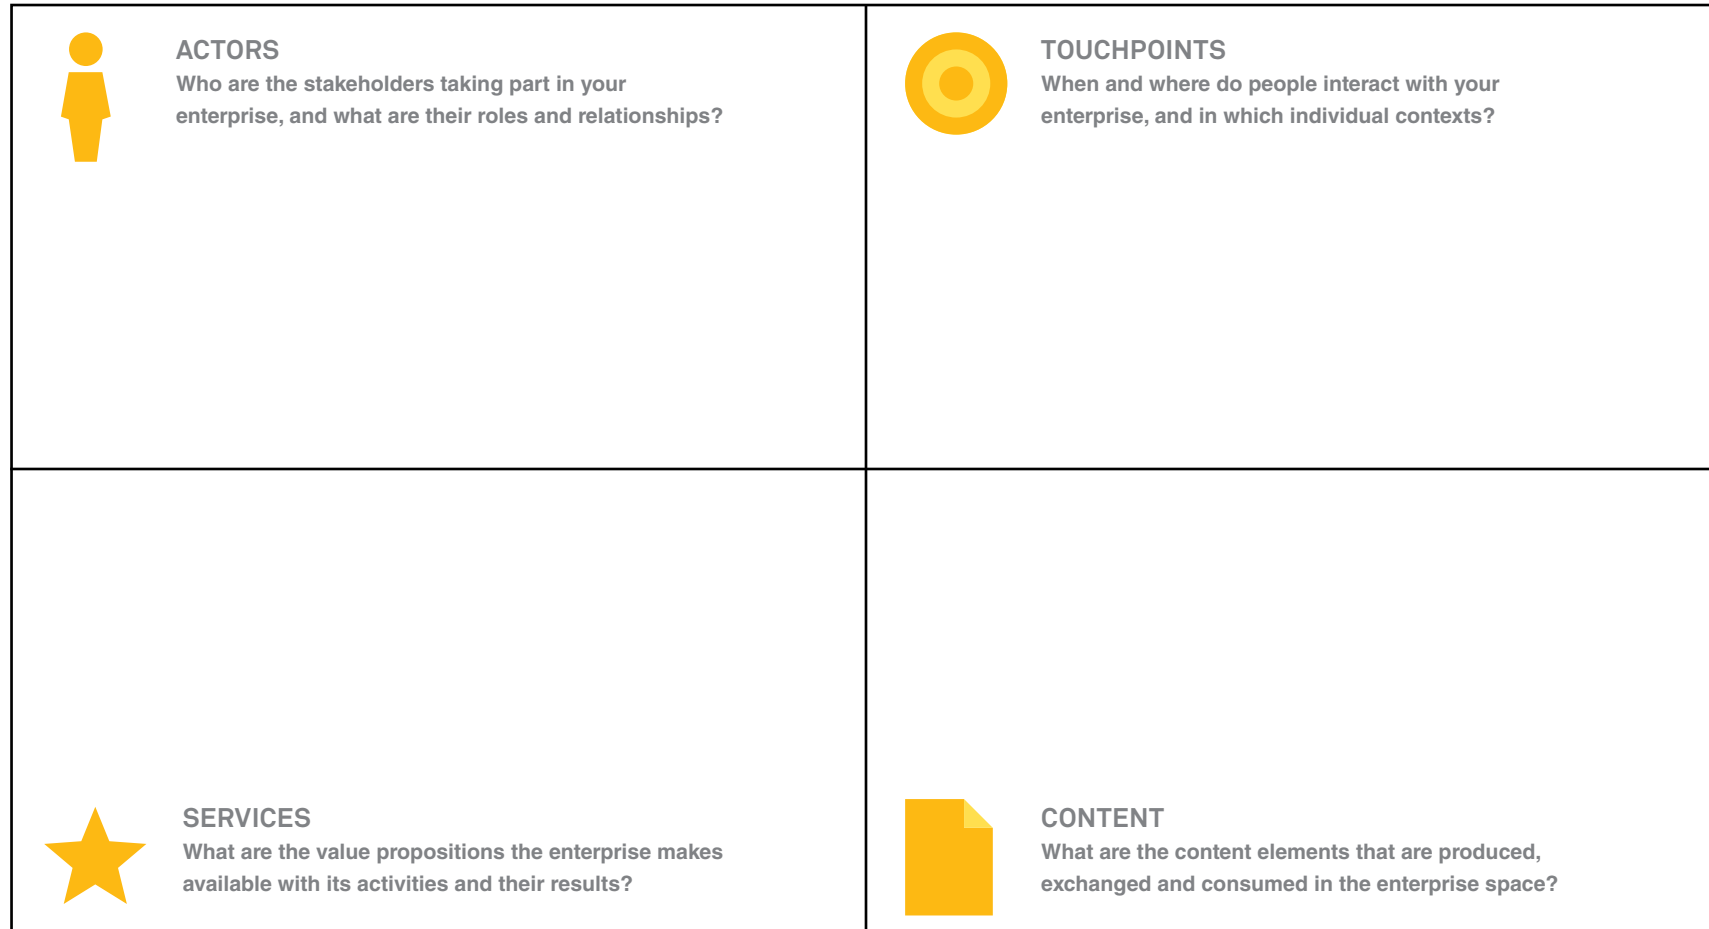 ACTORS
Who are the stakeholders taking part in your
enterprise, and what are their roles and relationships?
TOUCHPOINTS
When and where do people interact with your
enterprise, and in which individual contexts?
SERVICES
What are the value propositions the enterprise makes
available with its activities and their results?
CONTENT
What are the content elements that are produced,
exchanged and consumed in the enterprise space?